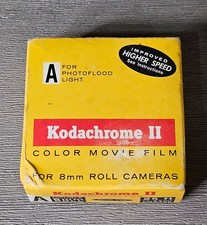 A
FOR
PHOTOFLOOD
LIGHT
IMPROVED
HIGHER SPEED
See Instructions
Kodachrome II
COLOR MOVIE FILM
FOR 8mm ROLL CAMERAS
Kodachrome II
A